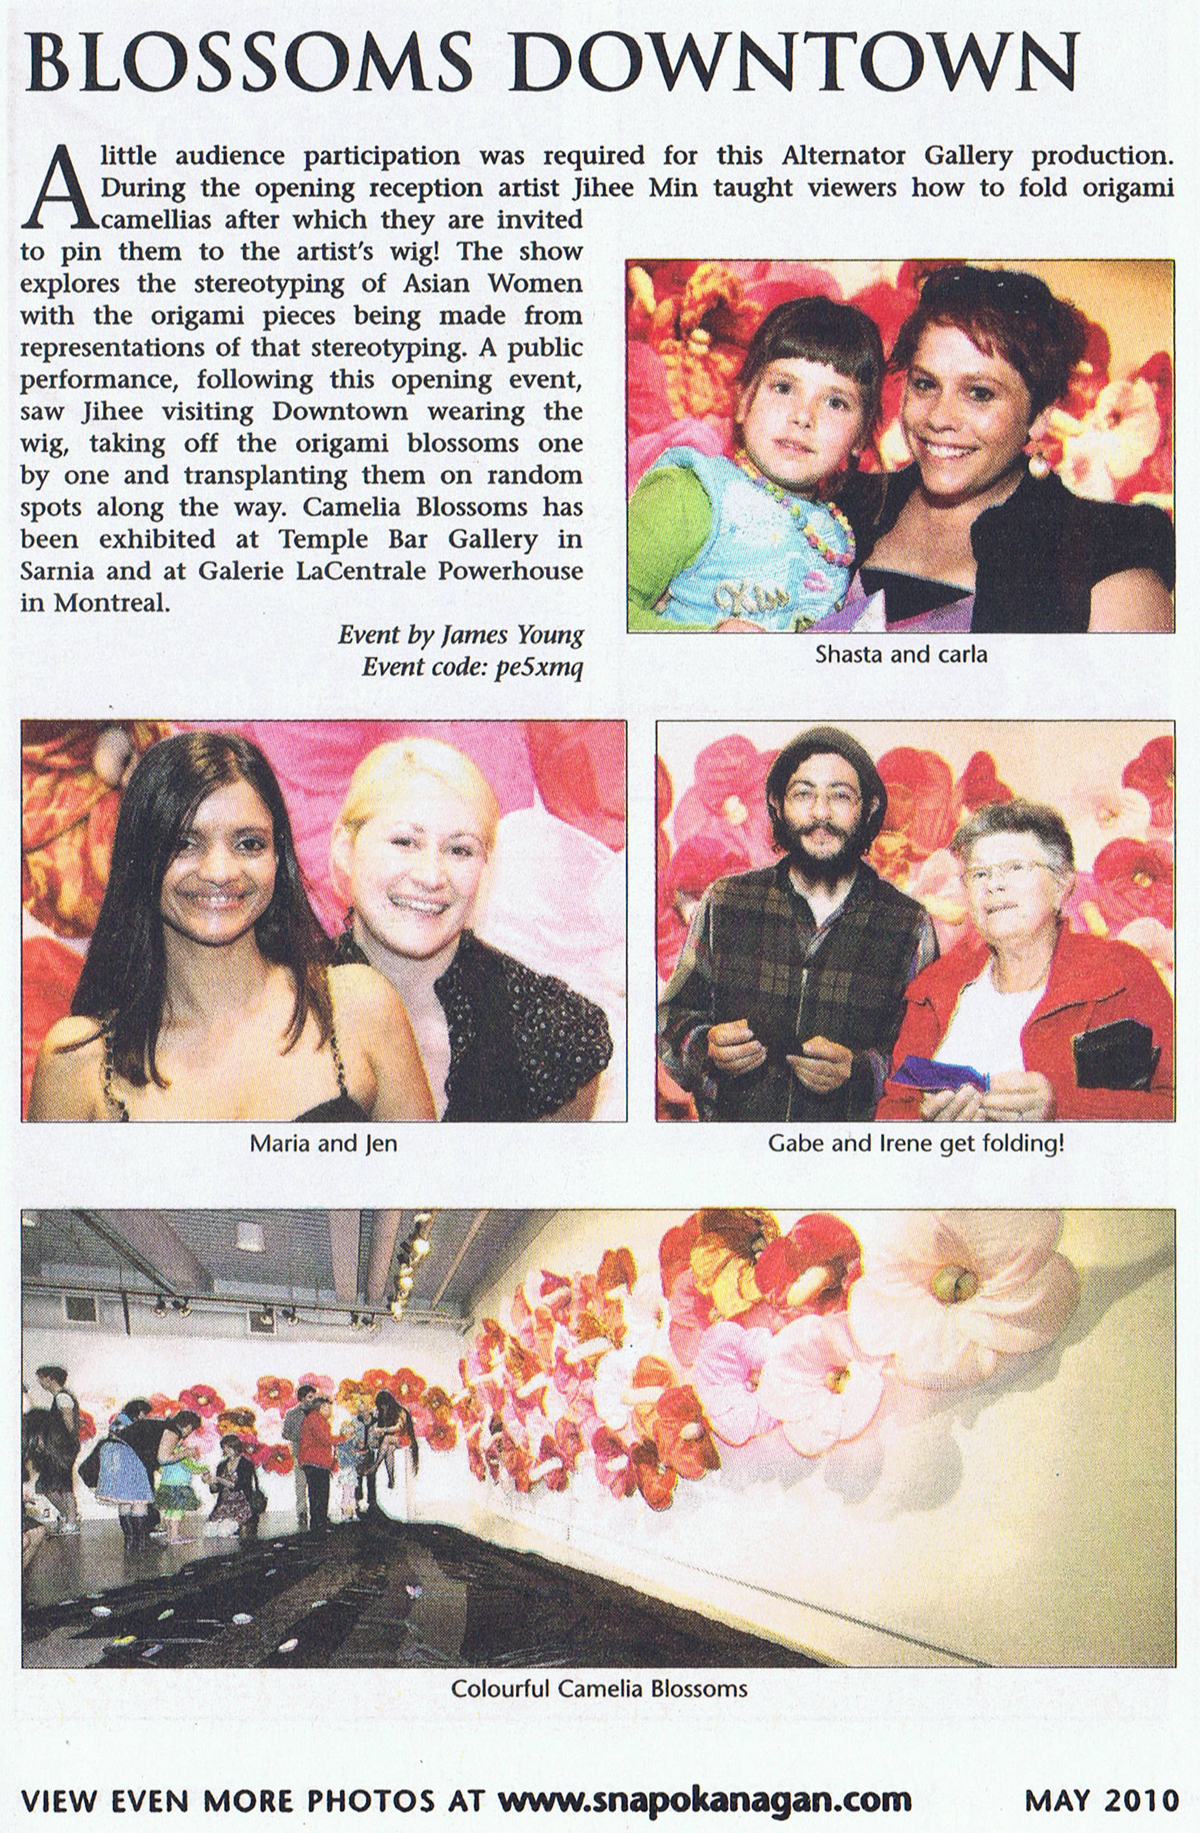 BLOSSOMS DOWNTOWN
A little audience participation was required for this Alternator Gallery production.
During the opening reception artist Jihee Min taught viewers how to fold origami
camellias after which they are invited
to pin them to the artist's wig! The show
explores the stereotyping of Asian Women
with the origami pieces being made from
representations of that stereotyping. A public
performance, following this opening event,
saw Jihee visiting Downtown wearing the
wig, taking off the origami blossoms one
by one and transplanting them on random
spots along the way. Camelia Blossoms has
been exhibited at Temple Bar Gallery in
Sarnia and at Galerie LaCentrale Powerhouse
in Montreal.
Event by James Young
Event code: pe5xmq
Kiss
Shasta and carla
Maria and Jen
Gabe and Irene get folding!
Colourful Camelia Blossoms
VIEW EVEN MORE PHOTOS AT www.snapokanagan.com MAY 2010